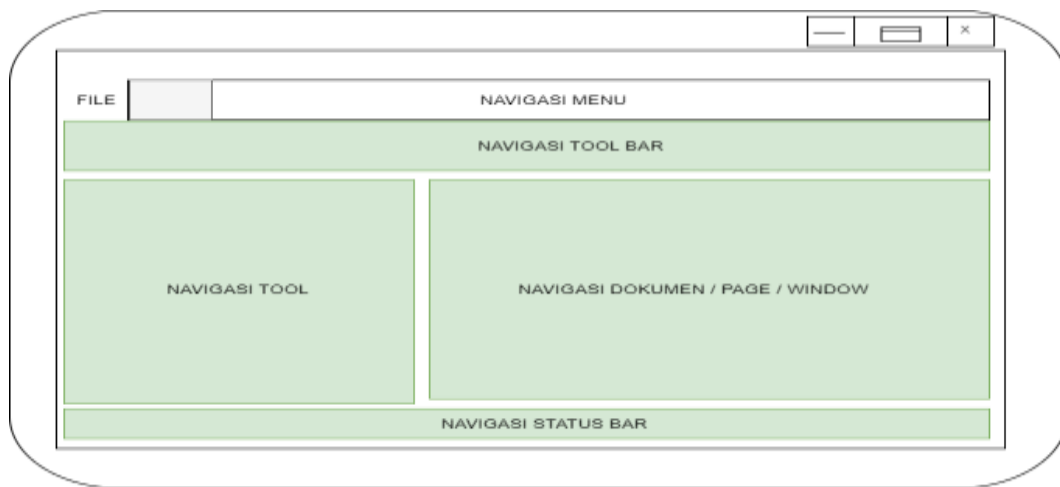 ×
FILE
NAVIGASI MENU
NAVIGASI TOOL BAR
NAVIGASI TOOL
NAVIGASI DOKUMEN / PAGE / WINDOW
NAVIGASI STATUS BAR